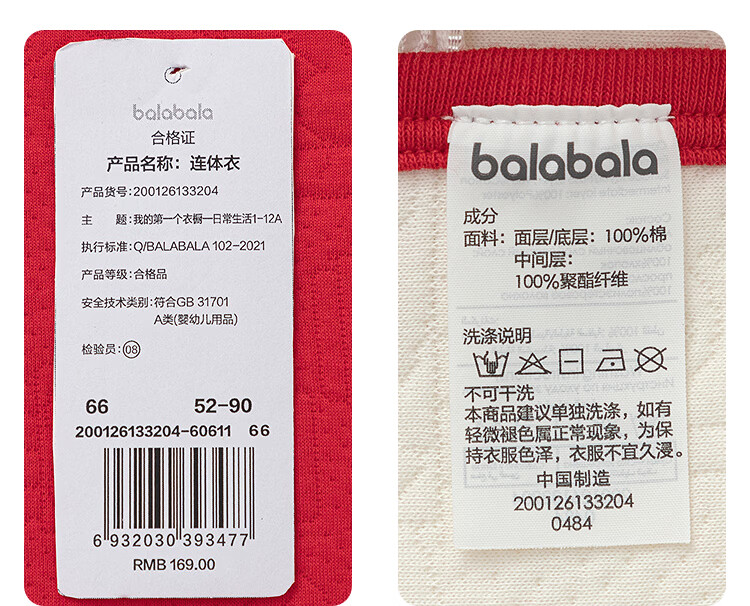 balabala
合格证
产品名称：连体衣
产品货号：200126133204
主 题：我的第一个衣橱—日常生活1-12A
执行标准：Q/BALABALA 102-2021
产品等级：合格品
安全技术类别：符合GB 31701
A类(婴幼儿用品)
检验员：08
66 52-90
200126133204-60611 66
6 932030 393477
RMB 169.00
balabala
成分
面料：面层/底层：100%棉
中间层：
100%聚酯纤维
洗涤说明
不可干洗
本商品建议单独洗涤，如有
轻微褪色属正常现象，为保
持衣服色泽，衣服不宜久浸。
中国制造
200126133204
0484